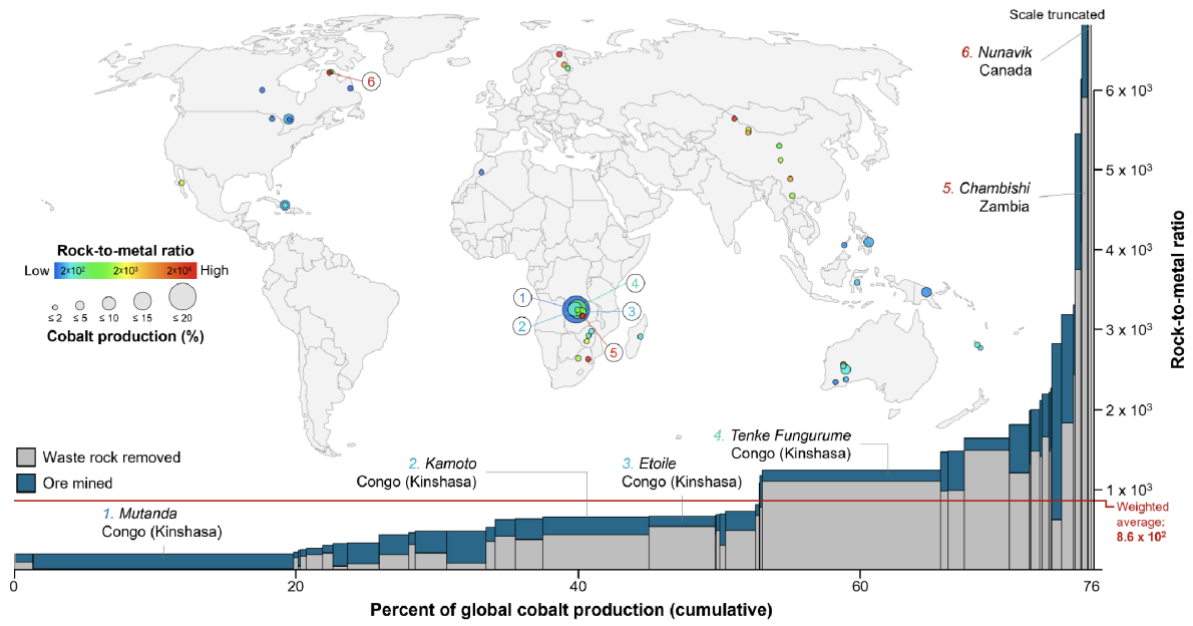 Scale truncated
6. Nunavik
Canada
6
6 x 10³
5 x 10³
5. Chambishi
Zambia
4 x 10³
Rock-to-metal ratio
Rock-to-metal ratio
Low 2×10² 2×10³ 2×10⁴ High
≤ 2 ≤ 5 ≤ 10 ≤ 15 ≤ 20
Cobalt production (%)
1
2
3
4
5
3 x 10³
2 x 10³
Waste rock removed
Ore mined
4. Tenke Fungurume
Congo (Kinshasa)
2. Kamoto
Congo (Kinshasa)
3. Etoile
Congo (Kinshasa)
1 x 10³
1. Mutanda
Congo (Kinshasa)
Weighted
average:
8.6 x 10²
0 20 40 60 76
Percent of global cobalt production (cumulative)